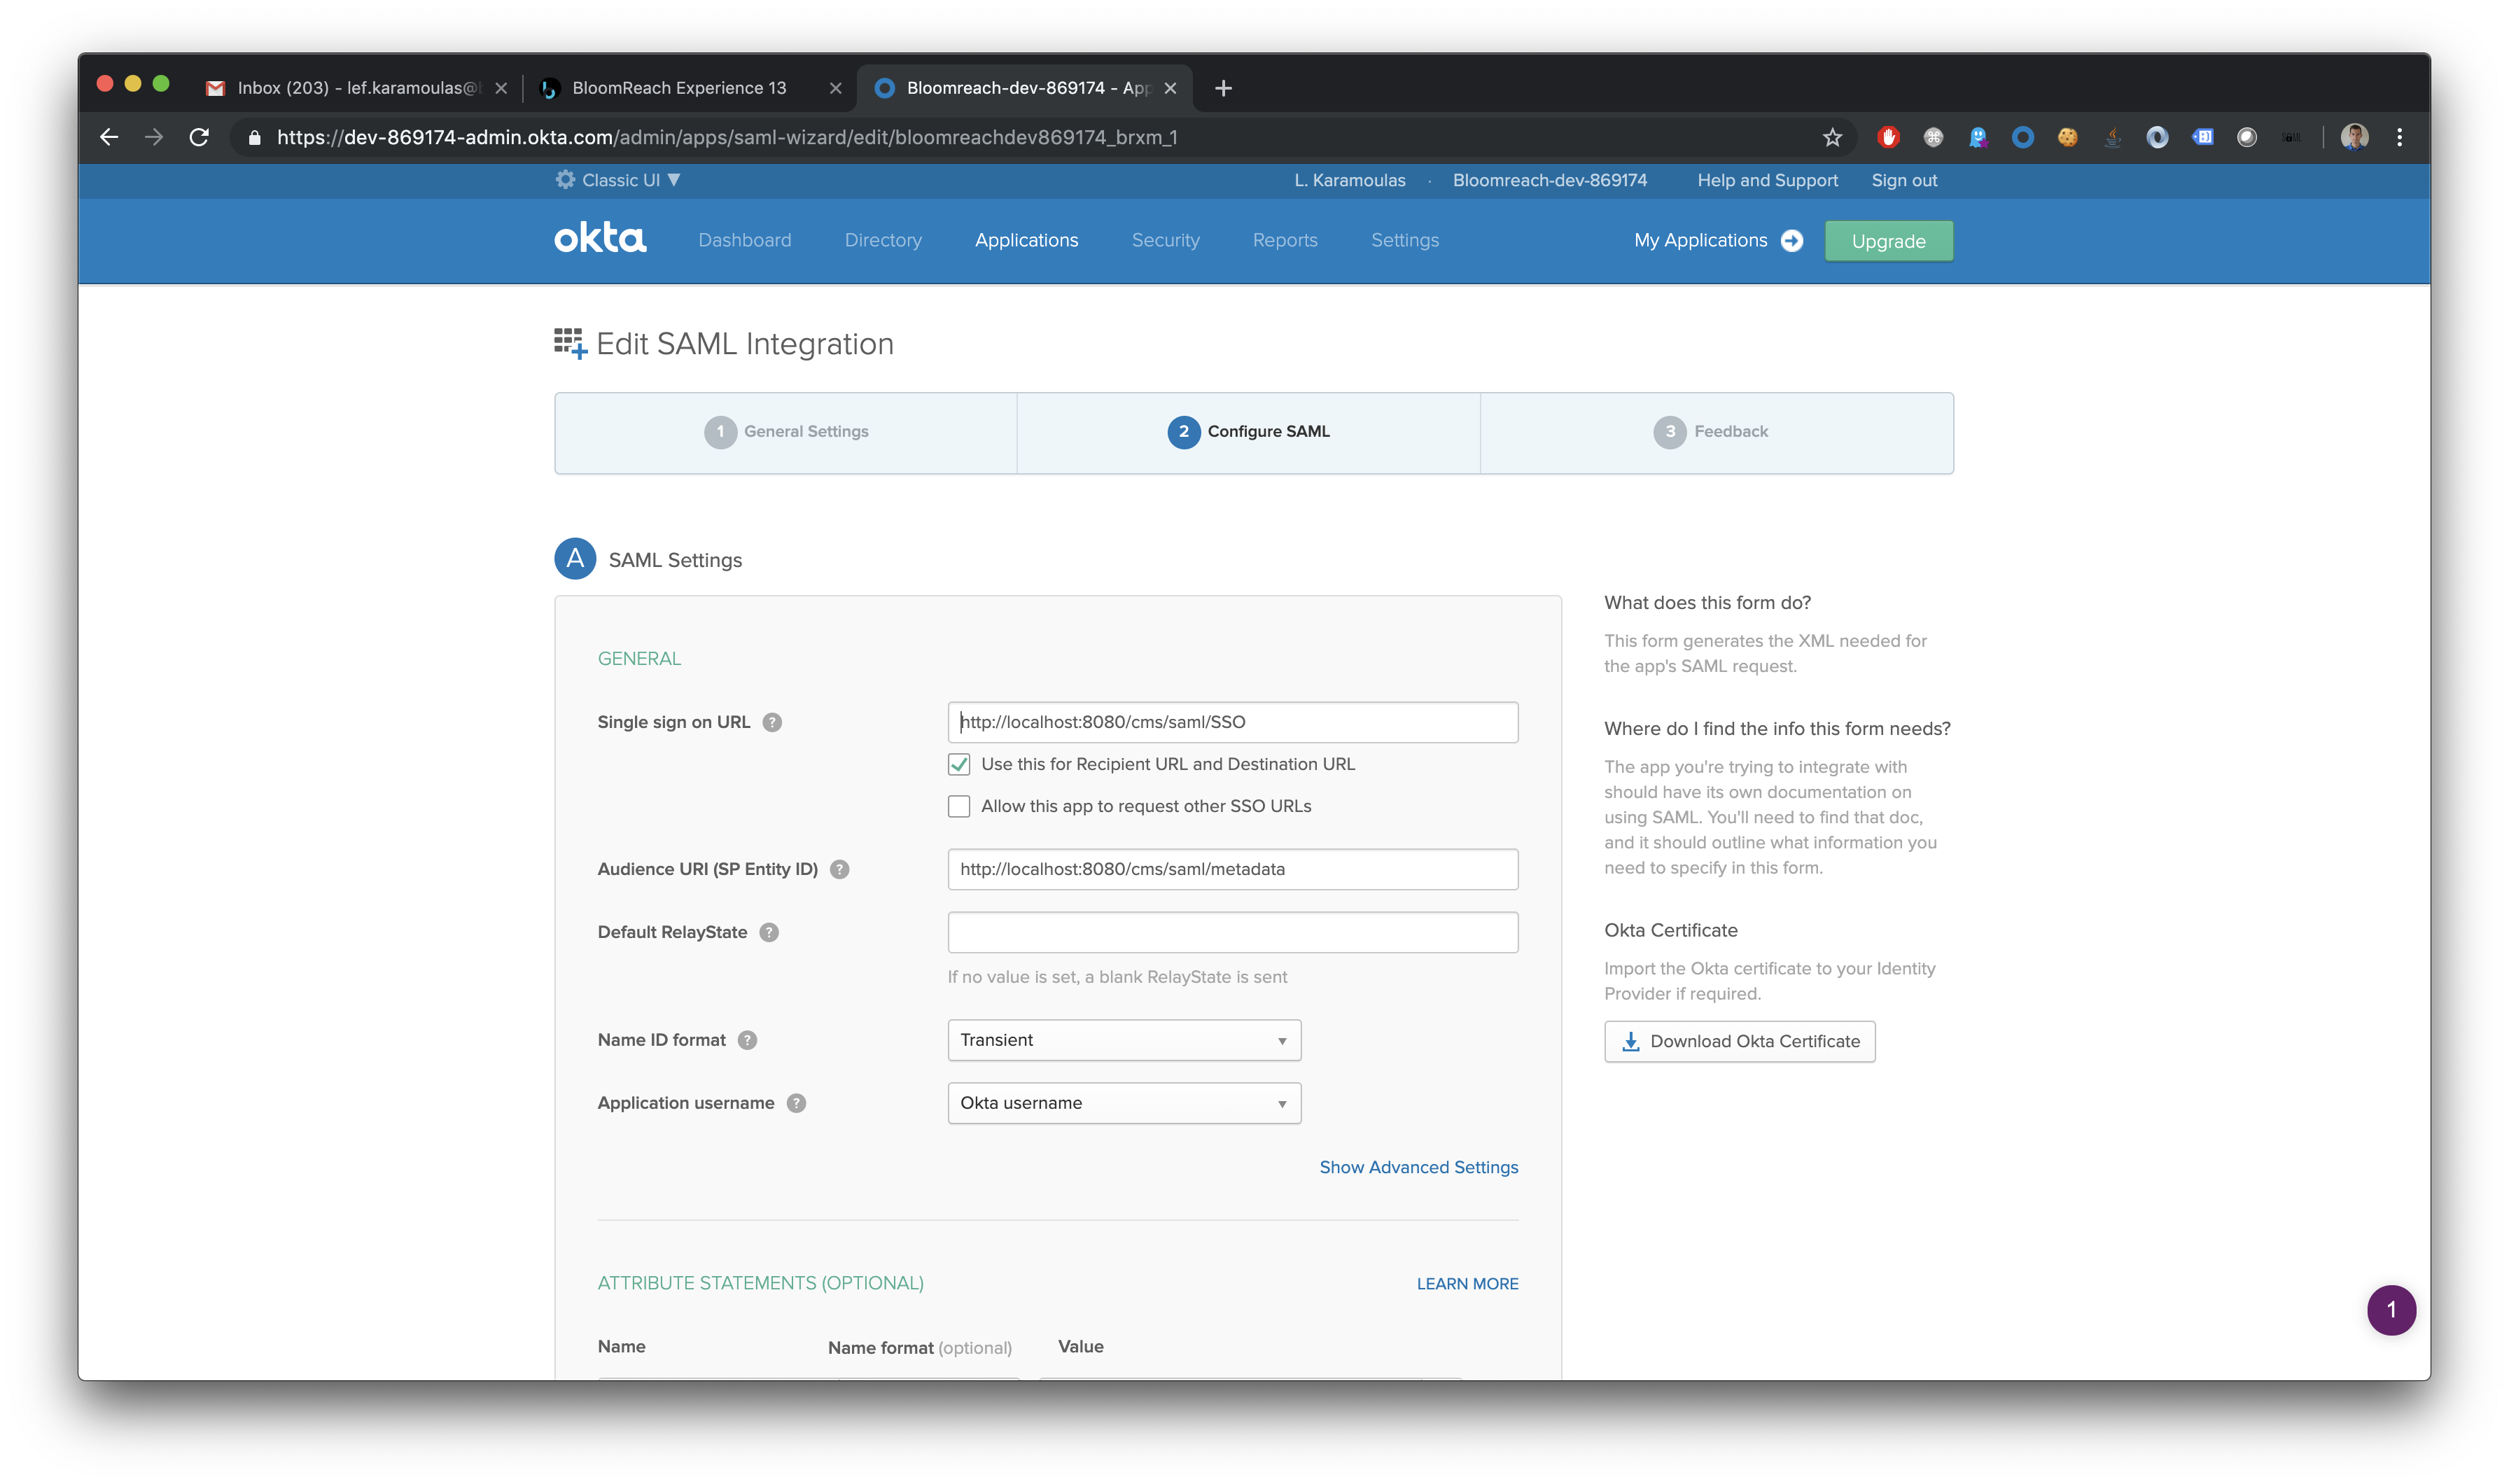 Inbox (203) - lef.karamoulas@
BloomReach Experience 13
Bloomreach-dev-869174 - App
https://dev-869174-admin.okta.com/admin/apps/saml-wizard/edit/bloomreachdev869174_brxm_1
Classic UI ▼
L. Karamoulas · Bloomreach-dev-869174 Help and Support Sign out
okta Dashboard Directory Applications Security Reports Settings My Applications Upgrade
Edit SAML Integration
1 General Settings
2 Configure SAML
3 Feedback
A SAML Settings
GENERAL
Single sign on URL ? http://localhost:8080/cms/saml/SSO
Use this for Recipient URL and Destination URL
Allow this app to request other SSO URLs
Audience URI (SP Entity ID) ? http://localhost:8080/cms/saml/metadata
Default RelayState ?
If no value is set, a blank RelayState is sent
Name ID format ? Transient
Application username ? Okta username
Show Advanced Settings
ATTRIBUTE STATEMENTS (OPTIONAL) LEARN MORE
Name Name format (optional) Value
What does this form do?
This form generates the XML needed for
the app's SAML request.
Where do I find the info this form needs?
The app you're trying to integrate with
should have its own documentation on
using SAML. You'll need to find that doc,
and it should outline what information you
need to specify in this form.
Okta Certificate
Import the Okta certificate to your Identity
Provider if required.
Download Okta Certificate
1